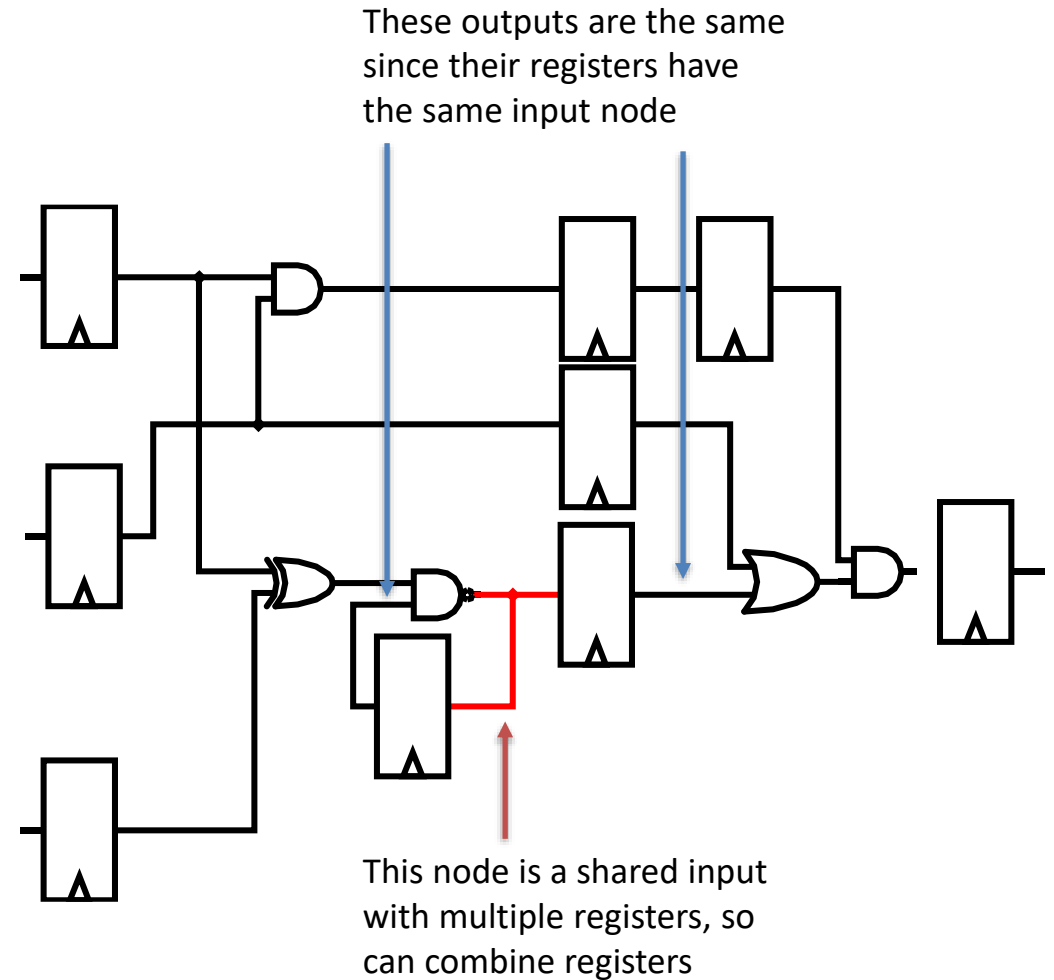 These outputs are the same
since their registers have
the same input node
This node is a shared input
with multiple registers, so
can combine registers